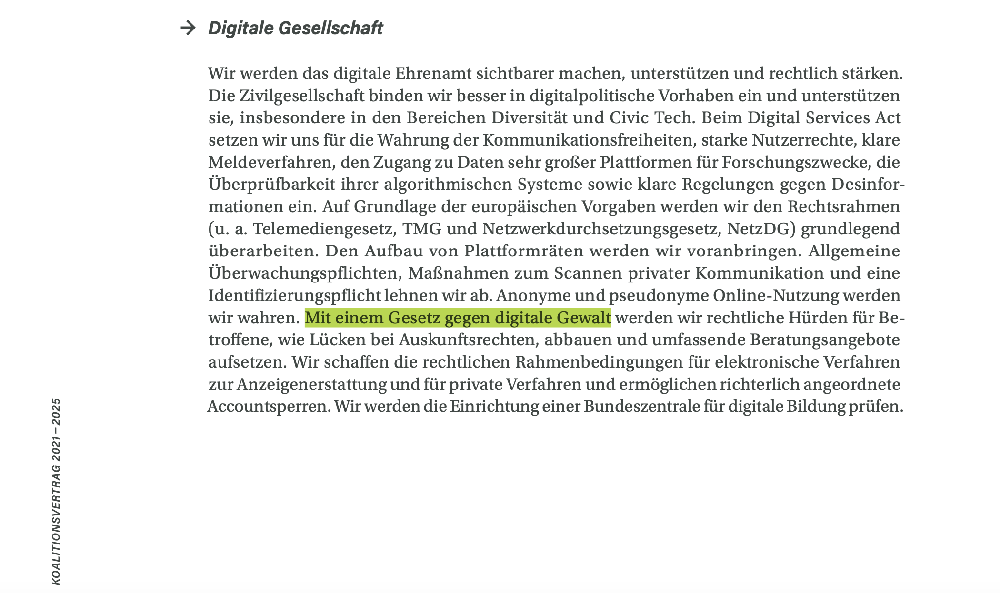 → Digitale Gesellschaft
Wir werden das digitale Ehrenamt sichtbarer machen, unterstützen und rechtlich stärken.
Die Zivilgesellschaft binden wir besser in digitalpolitische Vorhaben ein und unterstützen
sie, insbesondere in den Bereichen Diversität und Civic Tech. Beim Digital Services Act
setzen wir uns für die Wahrung der Kommunikationsfreiheiten, starke Nutzerrechte, klare
Meldeverfahren, den Zugang zu Daten sehr großer Plattformen für Forschungszwecke, die
Überprüfbarkeit ihrer algorithmischen Systeme sowie klare Regelungen gegen Desinfor-
mationen ein. Auf Grundlage der europäischen Vorgaben werden wir den Rechtsrahmen
(u. a. Telemediengesetz, TMG und Netzwerkdurchsetzungsgesetz, NetzDG) grundlegend
überarbeiten. Den Aufbau von Plattformräten werden wir voranbringen. Allgemeine
Überwachungspflichten, Maßnahmen zum Scannen privater Kommunikation und eine
Identifizierungspflicht lehnen wir ab. Anonyme und pseudonyme Online-Nutzung werden
wir wahren. Mit einem Gesetz gegen digitale Gewalt werden wir rechtliche Hürden für Be-
troffene, wie Lücken bei Auskunftsrechten, abbauen und umfassende Beratungsangebote
aufsetzen. Wir schaffen die rechtlichen Rahmenbedingungen für elektronische Verfahren
zur Anzeigenerstattung und für private Verfahren und ermöglichen richterlich angeordnete
Accountsperren. Wir werden die Einrichtung einer Bundeszentrale für digitale Bildung prüfen.
KOALITIONSVERTRAG 2021–2025